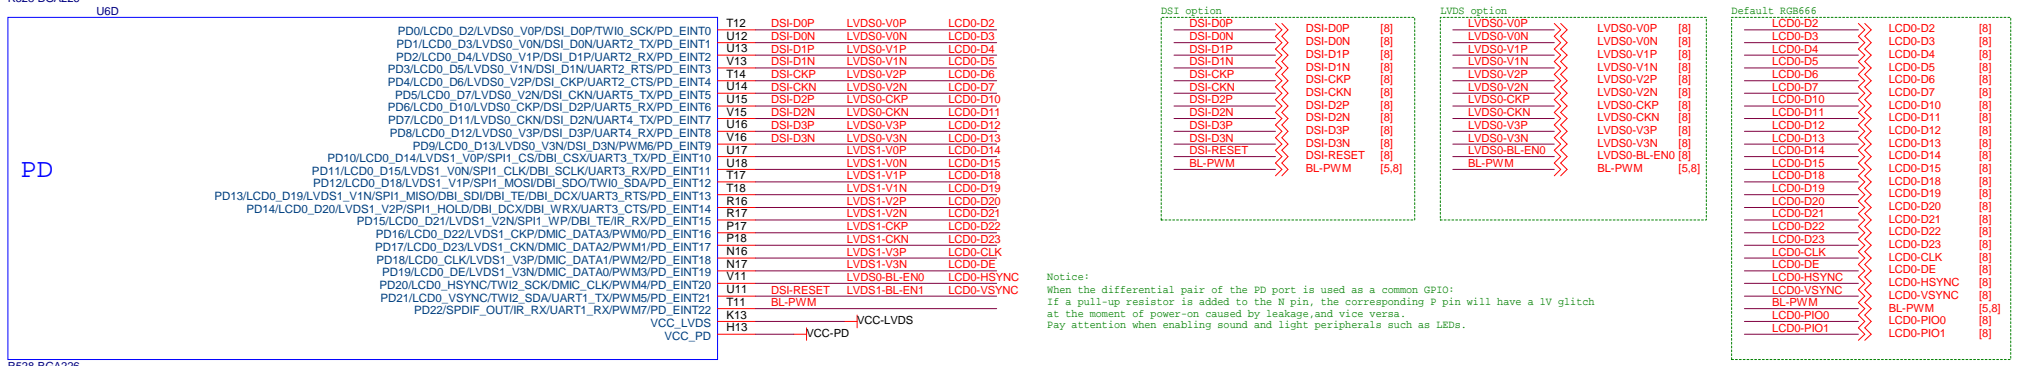 U6D
PD
PD0/LCD0_D2/LVDS0_V0P/DSI_D0P/TWI0_SCK/PD_EINT0 T12 DSI-D0P LVDS0-V0P LCD0-D2
PD1/LCD0_D3/LVDS0_V0N/DSI_D0N/UART2_TX/PD_EINT1 U12 DSI-D0N LVDS0-V0N LCD0-D3
PD2/LCD0_D4/LVDS0_V1P/DSI_D1P/UART2_RX/PD_EINT2 U13 DSI-D1P LVDS0-V1P LCD0-D4
PD3/LCD0_D5/LVDS0_V1N/DSI_D1N/UART2_RTS/PD_EINT3 V13 DSI-D1N LVDS0-V1N LCD0-D5
PD4/LCD0_D6/LVDS0_V2P/DSI_CKP/UART2_CTS/PD_EINT4 T14 DSI-CKP LVDS0-V2P LCD0-D6
PD5/LCD0_D7/LVDS0_V2N/DSI_CKN/UART5_TX/PD_EINT5 U14 DSI-CKN LVDS0-V2N LCD0-D7
PD6/LCD0_D10/LVDS0_CKP/DSI_D2P/UART5_RX/PD_EINT6 U15 DSI-D2P LVDS0-CKP LCD0-D10
PD7/LCD0_D11/LVDS0_CKN/DSI_D2N/UART4_TX/PD_EINT7 V15 DSI-D2N LVDS0-CKN LCD0-D11
PD8/LCD0_D12/LVDS0_V3P/DSI_D3P/UART4_RX/PD_EINT8 U16 DSI-D3P LVDS0-V3P LCD0-D12
PD9/LCD0_D13/LVDS0_V3N/DSI_D3N/PWM6/PD_EINT9 V16 DSI-D3N LVDS0-V3N LCD0-D13
PD10/LCD0_D14/LVDS1_V0P/SPI1_CS/DBI_CSX/UART3_TX/PD_EINT10 U17 LVDS1-V0P LCD0-D14
PD11/LCD0_D15/LVDS1_V0N/SPI1_CLK/DBI_SCLK/UART3_RX/PD_EINT11 U18 LVDS1-V0N LCD0-D15
PD12/LCD0_D18/LVDS1_V1P/SPI1_MOSI/DBI_SDO/TWI0_SDA/PD_EINT12 T17 LVDS1-V1P LCD0-D18
PD13/LCD0_D19/LVDS1_V1N/SPI1_MISO/DBI_SDI/DBI_TE/DBI_DCX/UART3_RTS/PD_EINT13 T18 LVDS1-V1N LCD0-D19
PD14/LCD0_D20/LVDS1_V2P/SPI1_HOLD/DBI_DCX/DBI_WRX/UART3_CTS/PD_EINT14 R16 LVDS1-V2P LCD0-D20
PD15/LCD0_D21/LVDS1_V2N/SPI1_WP/DBI_TE/IR_RX/PD_EINT15 R17 LVDS1-V2N LCD0-D21
PD16/LCD0_D22/LVDS1_CKP/DMIC_DATA3/PWM0/PD_EINT16 P17 LVDS1-CKP LCD0-D22
PD17/LCD0_D23/LVDS1_CKN/DMIC_DATA2/PWM1/PD_EINT17 P18 LVDS1-CKN LCD0-D23
PD18/LCD0_CLK/LVDS1_V3P/DMIC_DATA1/PWM2/PD_EINT18 N16 LVDS1-V3P LCD0-CLK
PD19/LCD0_DE/LVDS1_V3N/DMIC_DATA0/PWM3/PD_EINT19 N17 LVDS1-V3N LCD0-DE
PD20/LCD0_HSYNC/TWI2_SCK/DMIC_CLK/PWM4/PD_EINT20 V11 LVDS0-BL-EN0 LCD0-HSYNC
PD21/LCD0_VSYNC/TWI2_SDA/UART1_TX/PWM5/PD_EINT21 U11 DSI-RESET LVDS1-BL-EN1 LCD0-VSYNC
PD22/SPDIF_OUT/IR_RX/UART1_RX/PWM7/PD_EINT22 T11 BL-PWM
VCC_LVDS K13 VCC-LVDS
VCC_PD H13 VCC-PD
DSI option
DSI-D0P DSI-D0P [8]
DSI-D0N DSI-D0N [8]
DSI-D1P DSI-D1P [8]
DSI-D1N DSI-D1N [8]
DSI-CKP DSI-CKP [8]
DSI-CKN DSI-CKN [8]
DSI-D2P DSI-D2P [8]
DSI-D2N DSI-D2N [8]
DSI-D3P DSI-D3P [8]
DSI-D3N DSI-D3N [8]
DSI-RESET DSI-RESET [8]
BL-PWM BL-PWM [5,8]
LVDS option
LVDS0-V0P LVDS0-V0P [8]
LVDS0-V0N LVDS0-V0N [8]
LVDS0-V1P LVDS0-V1P [8]
LVDS0-V1N LVDS0-V1N [8]
LVDS0-V2P LVDS0-V2P [8]
LVDS0-V2N LVDS0-V2N [8]
LVDS0-CKP LVDS0-CKP [8]
LVDS0-CKN LVDS0-CKN [8]
LVDS0-V3P LVDS0-V3P [8]
LVDS0-V3N LVDS0-V3N [8]
LVDS0-BL-EN0 LVDS0-BL-EN0 [8]
BL-PWM BL-PWM [5,8]
Default RGB666
LCD0-D2 LCD0-D2 [8]
LCD0-D3 LCD0-D3 [8]
LCD0-D4 LCD0-D4 [8]
LCD0-D5 LCD0-D5 [8]
LCD0-D6 LCD0-D6 [8]
LCD0-D7 LCD0-D7 [8]
LCD0-D10 LCD0-D10 [8]
LCD0-D11 LCD0-D11 [8]
LCD0-D12 LCD0-D12 [8]
LCD0-D13 LCD0-D13 [8]
LCD0-D14 LCD0-D14 [8]
LCD0-D15 LCD0-D15 [8]
LCD0-D18 LCD0-D18 [8]
LCD0-D19 LCD0-D19 [8]
LCD0-D20 LCD0-D20 [8]
LCD0-D21 LCD0-D21 [8]
LCD0-D22 LCD0-D22 [8]
LCD0-D23 LCD0-D23 [8]
LCD0-CLK LCD0-CLK [8]
LCD0-DE LCD0-DE [8]
LCD0-HSYNC LCD0-HSYNC [8]
LCD0-VSYNC LCD0-VSYNC [8]
BL-PWM BL-PWM [5,8]
LCD0-PIO0 LCD0-PIO0 [8]
LCD0-PIO1 LCD0-PIO1 [8]
Notice:
When the differential pair of the PD port is used as a common GPIO:
If a pull-up resistor is added to the N pin, the corresponding P pin will have a 1V glitch
at the moment of power-on caused by leakage,and vice versa.
Pay attention when enabling sound and light peripherals such as LEDs.